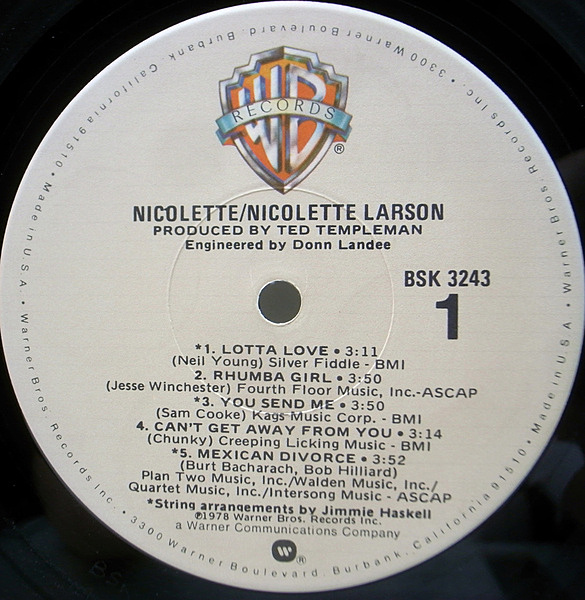 RECORDS
WB
®
NICOLETTE/NICOLETTE LARSON
PRODUCED BY TED TEMPLEMAN
Engineered by Donn Landee
BSK 3243
1
*1. LOTTA LOVE • 3:11
(Neil Young) Silver Fiddle - BMI
2. RHUMBA GIRL • 3:50
(Jesse Winchester) Fourth Floor Music, Inc.-ASCAP
*3. YOU SEND ME • 3:50
(Sam Cooke) Kags Music Corp. - BMI
4. CAN'T GET AWAY FROM YOU • 3:14
(Chunky) Creeping Licking Music - BMI
*5. MEXICAN DIVORCE • 3:52
(Burt Bacharach, Bob Hilliard)
Plan Two Music, Inc./Walden Music, Inc./
Quartet Music, Inc./Intersong Music - ASCAP
*String arrangements by Jimmie Haskell
℗1978 Warner Bros. Records Inc.
a Warner Communications Company
®
Made in U.S.A. • Warner Bros. Records Inc. • 3300 Warner Boulevard, Burbank, California 91510 • Made in U.S.A. • Warner Bros. Records Inc. • 3300 Warner Boulevard, Burbank, California 91510 •